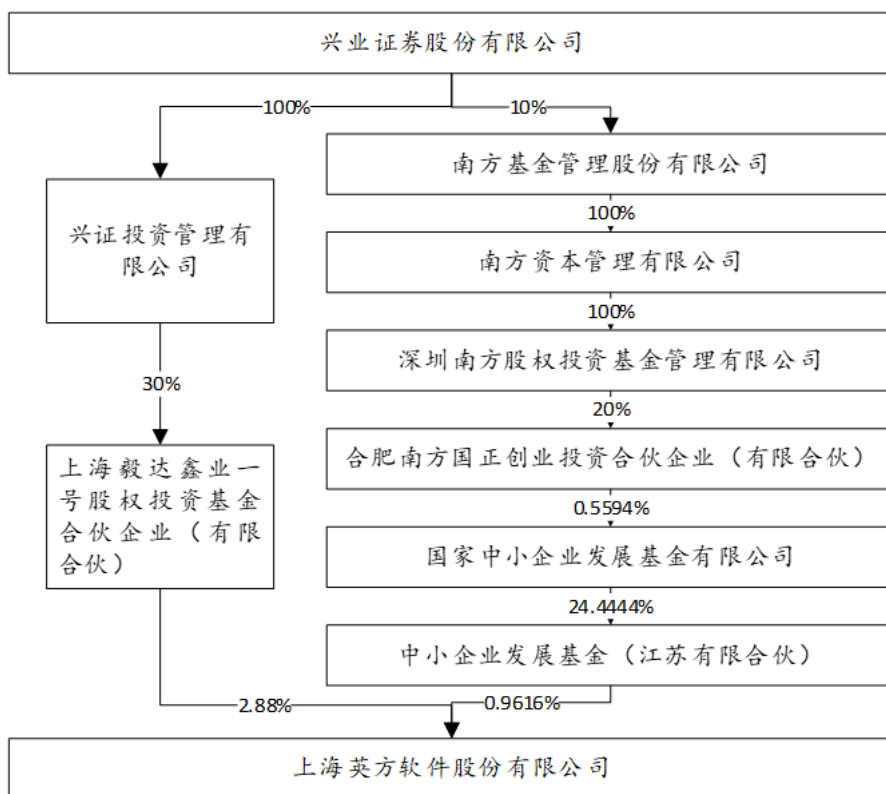 兴业证券股份有限公司
100%
10%
南方基金管理股份有限公司
100%
兴证投资管理有
限公司
南方资本管理有限公司
100%
深圳南方股权投资基金管理有限公司
30%
20%
上海毅达鑫业一
号股权投资基金
合伙企业（有限
合伙）
合肥南方国正创业投资合伙企业（有限合伙）
0.5594%
国家中小企业发展基金有限公司
24.4444%
中小企业发展基金（江苏有限合伙）
2.88%
0.9616%
上海英方软件股份有限公司